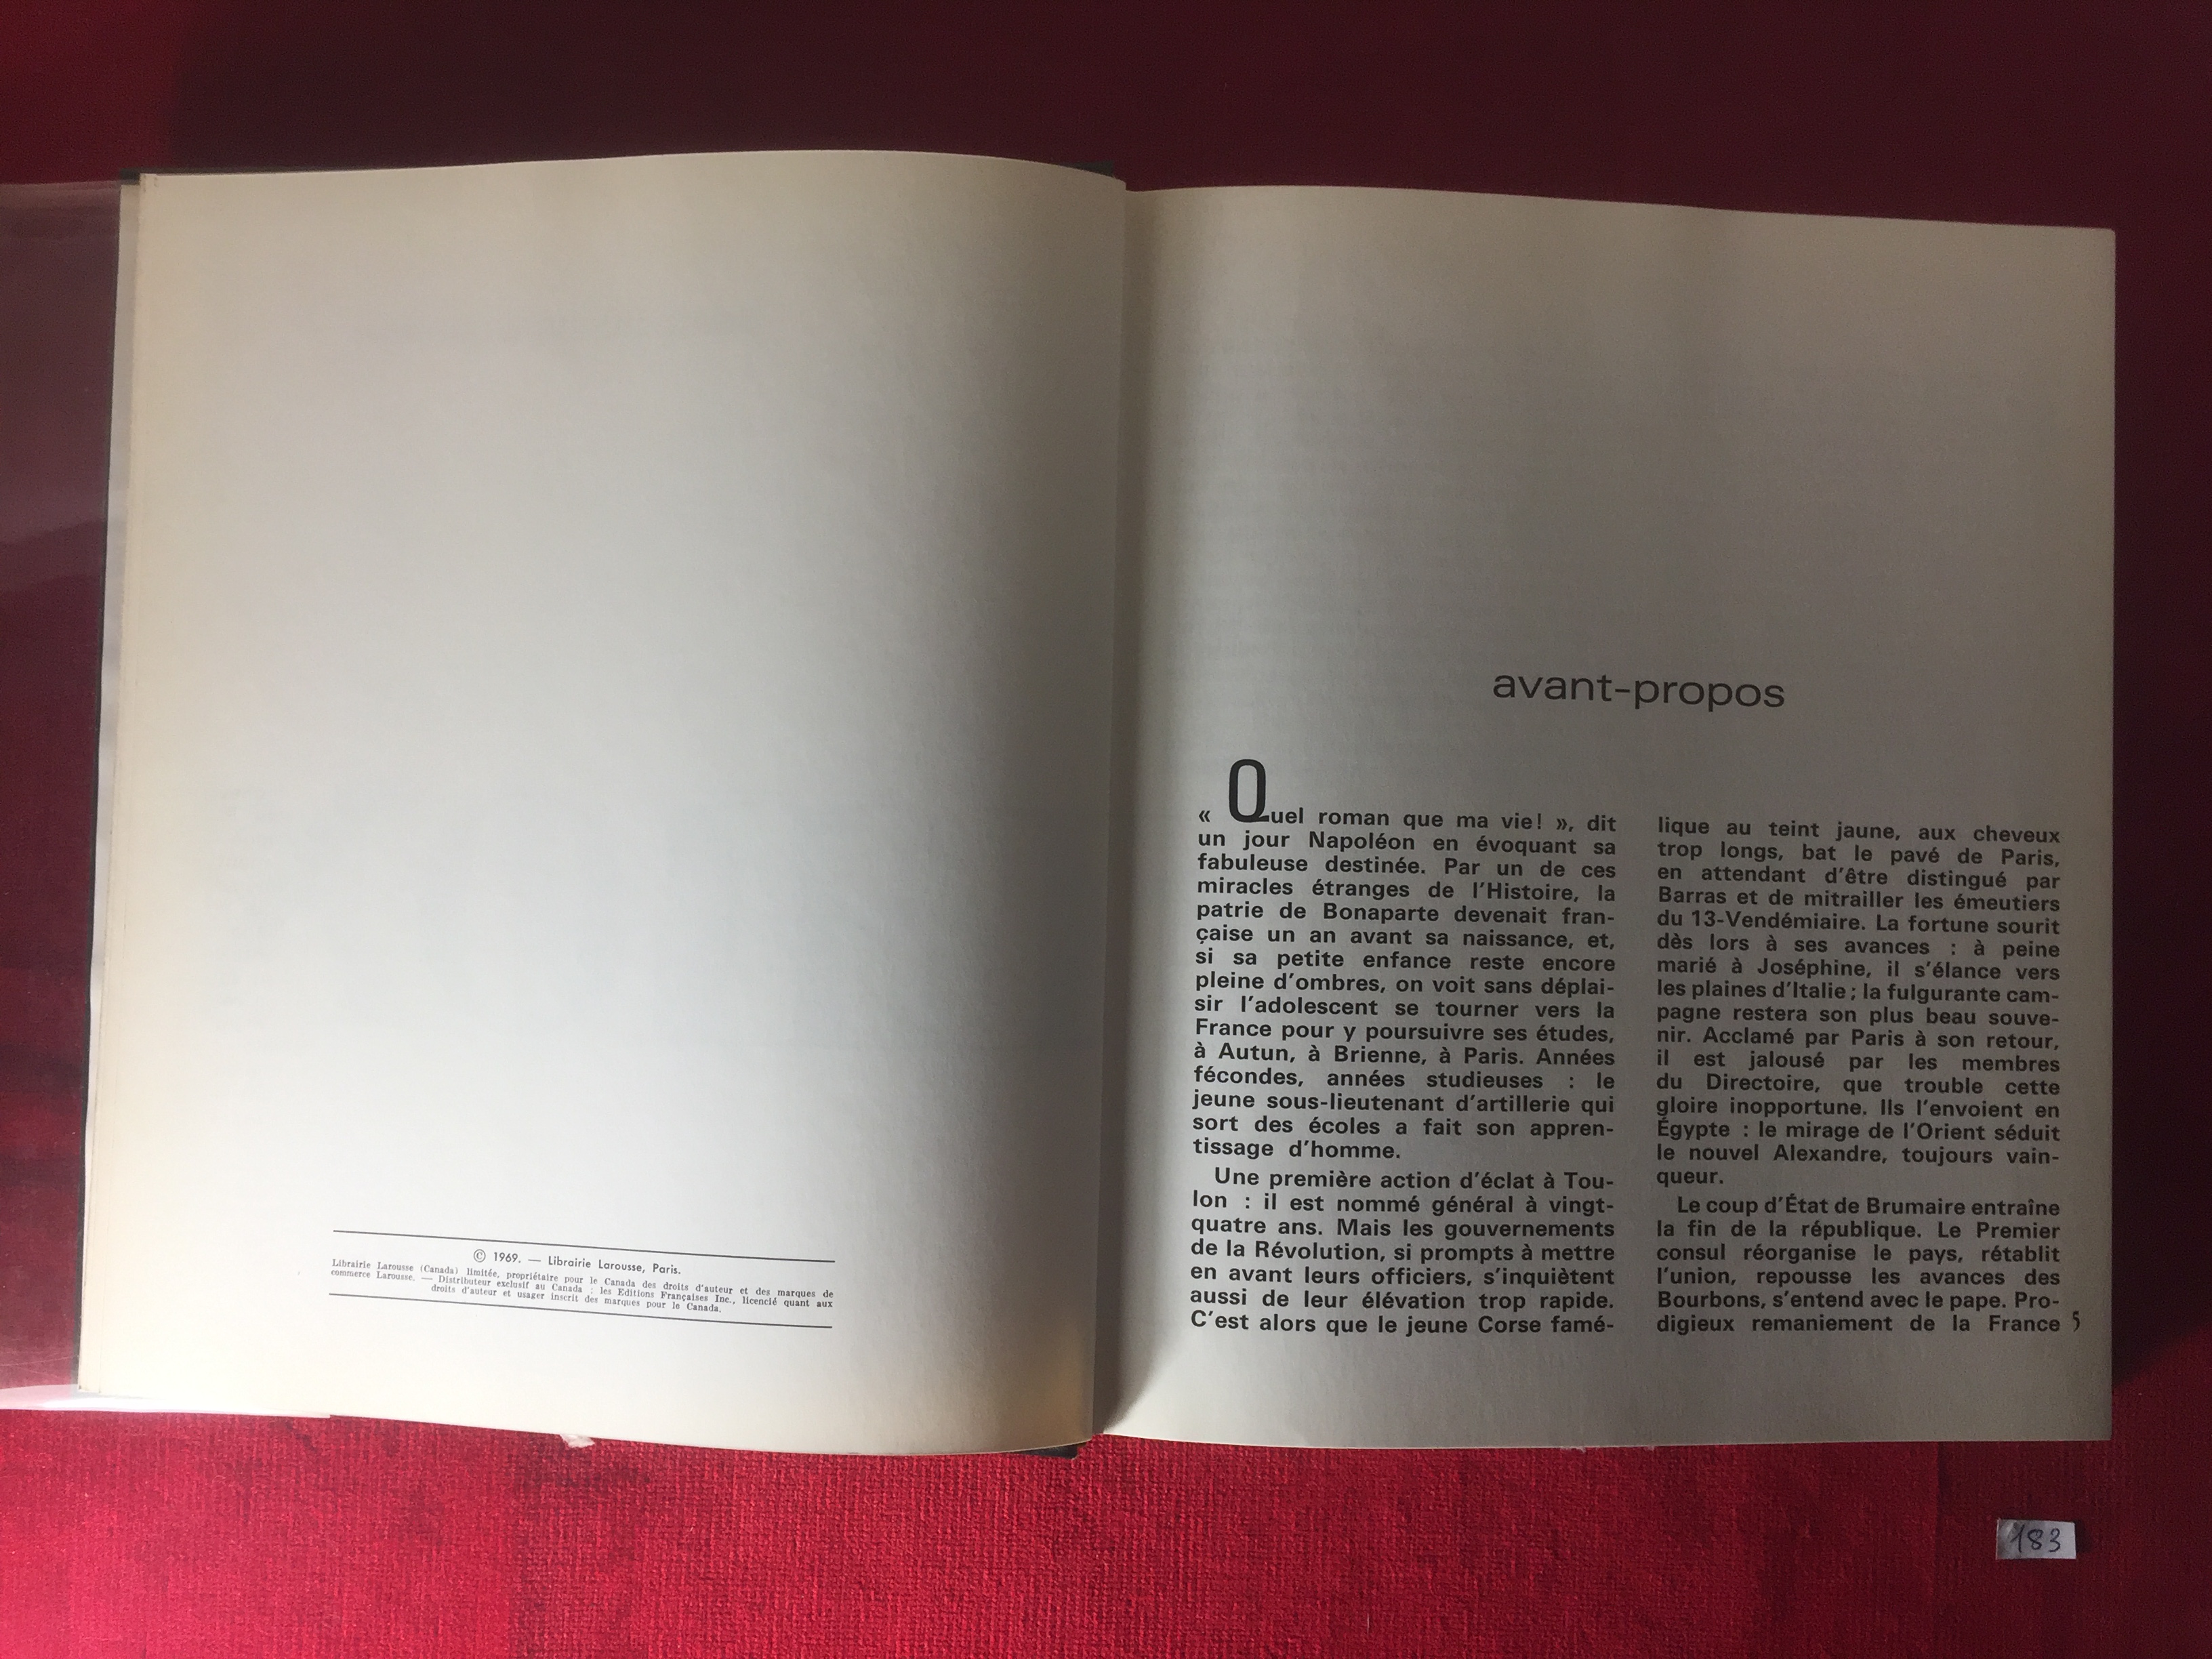 © 1969. — Librairie Larousse, Paris.
Librairie Larousse (Canada) limitée, propriétaire pour le Canada des droits d'auteur et des marques de
commerce Larousse. — Distributeur exclusif au Canada : les Editions Françaises Inc., licencié quant aux
droits d'auteur et usager inscrit des marques pour le Canada.
avant-propos
« Quel roman que ma vie! », dit
un jour Napoléon en évoquant sa
fabuleuse destinée. Par un de ces
miracles étranges de l'Histoire, la
patrie de Bonaparte devenait fran-
çaise un an avant sa naissance, et,
si sa petite enfance reste encore
pleine d'ombres, on voit sans déplai-
sir l'adolescent se tourner vers la
France pour y poursuivre ses études,
à Autun, à Brienne, à Paris. Années
fécondes, années studieuses : le
jeune sous-lieutenant d'artillerie qui
sort des écoles a fait son appren-
tissage d'homme.
Une première action d'éclat à Tou-
lon : il est nommé général à vingt-
quatre ans. Mais les gouvernements
de la Révolution, si prompts à mettre
en avant leurs officiers, s'inquiètent
aussi de leur élévation trop rapide.
C'est alors que le jeune Corse famé-
lique au teint jaune, aux cheveux
trop longs, bat le pavé de Paris,
en attendant d'être distingué par
Barras et de mitrailler les émeutiers
du 13-Vendémiaire. La fortune sourit
dès lors à ses avances : à peine
marié à Joséphine, il s'élance vers
les plaines d'Italie ; la fulgurante cam-
pagne restera son plus beau souve-
nir. Acclamé par Paris à son retour,
il est jalousé par les membres
du Directoire, que trouble cette
gloire inopportune. Ils l'envoient en
Égypte : le mirage de l'Orient séduit
le nouvel Alexandre, toujours vain-
queur.
Le coup d'État de Brumaire entraîne
la fin de la république. Le Premier
consul réorganise le pays, rétablit
l'union, repousse les avances des
Bourbons, s'entend avec le pape. Pro-
digieux remaniement de la France
5
183